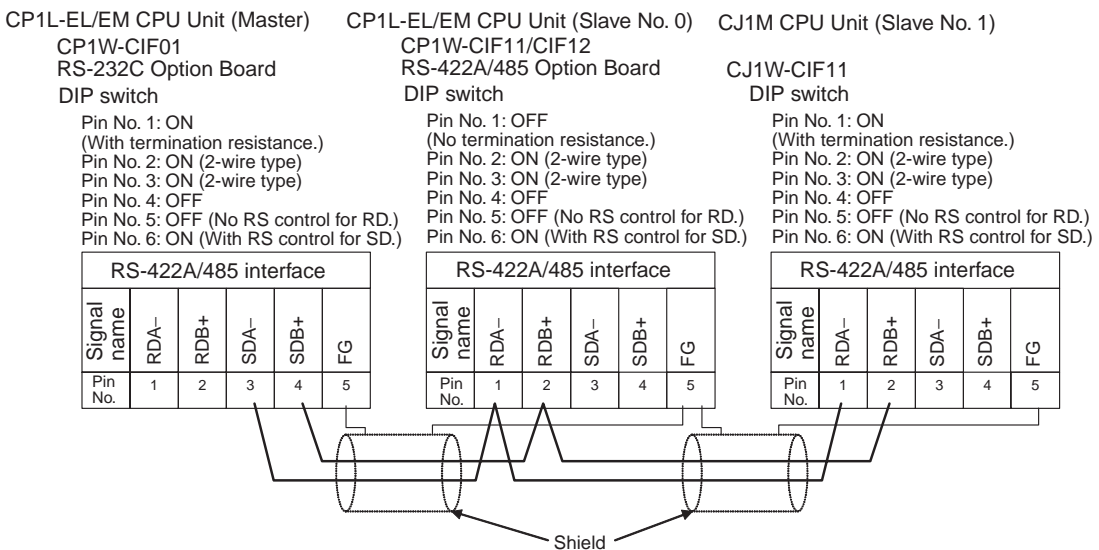 CP1L-EL/EM CPU Unit (Master)
CP1W-CIF01
RS-232C Option Board
DIP switch
Pin No. 1: ON
(With termination resistance.)
Pin No. 2: ON (2-wire type)
Pin No. 3: ON (2-wire type)
Pin No. 4: OFF
Pin No. 5: OFF (No RS control for RD.)
Pin No. 6: ON (With RS control for SD.)
RS-422A/485 interface
Signal name
RDA−
RDB+
SDA−
SDB+
FG
Pin No.
1
2
3
4
5
CP1L-EL/EM CPU Unit (Slave No. 0)
CP1W-CIF11/CIF12
RS-422A/485 Option Board
DIP switch
Pin No. 1: OFF
(No termination resistance.)
Pin No. 2: ON (2-wire type)
Pin No. 3: ON (2-wire type)
Pin No. 4: OFF
Pin No. 5: OFF (No RS control for RD.)
Pin No. 6: ON (With RS control for SD.)
RS-422A/485 interface
Signal name
RDA−
RDB+
SDA−
SDB+
FG
Pin No.
1
2
3
4
5
CJ1M CPU Unit (Slave No. 1)
CJ1W-CIF11
DIP switch
Pin No. 1: ON
(With termination resistance.)
Pin No. 2: ON (2-wire type)
Pin No. 3: ON (2-wire type)
Pin No. 4: OFF
Pin No. 5: OFF (No RS control for RD.)
Pin No. 6: ON (With RS control for SD.)
RS-422A/485 interface
Signal name
RDA−
RDB+
SDA−
SDB+
FG
Pin No.
1
2
3
4
5
Shield